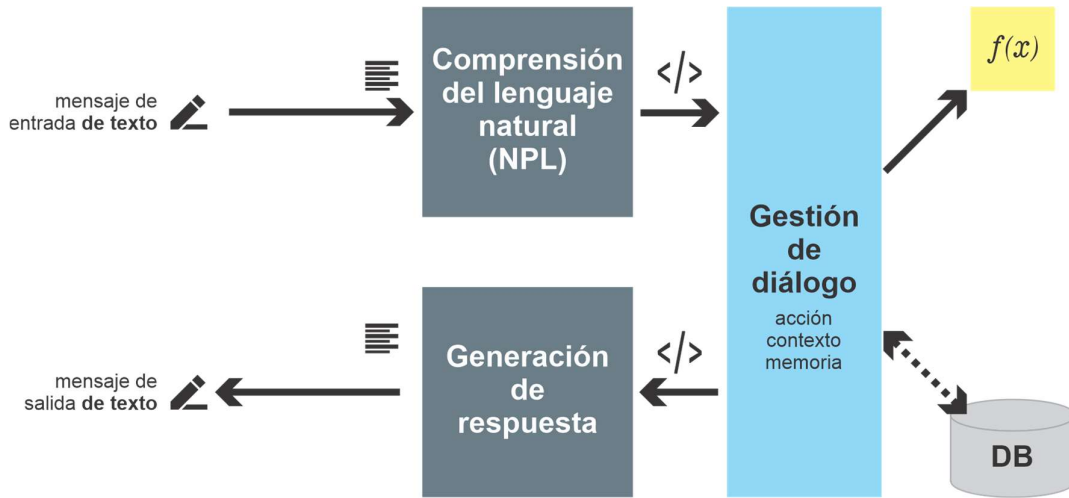 mensaje de
entrada de texto
Comprensión
del lenguaje
natural
(NPL)
</>
f(x)
Gestión
de
diálogo
acción
contexto
memoria
mensaje de
salida de texto
Generación
de
respuesta
</>
DB